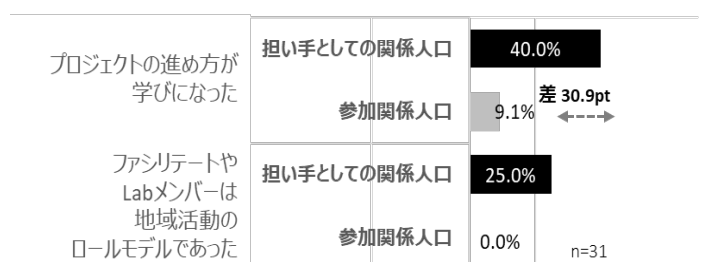 プロジェクトの進め方が
学びになった
担い手としての関係人口
40.0%
参加関係人口
9.1%
差 30.9pt
ファシリテートや
Labメンバーは
地域活動の
ロールモデルであった
担い手としての関係人口
25.0%
参加関係人口
0.0%
n=31